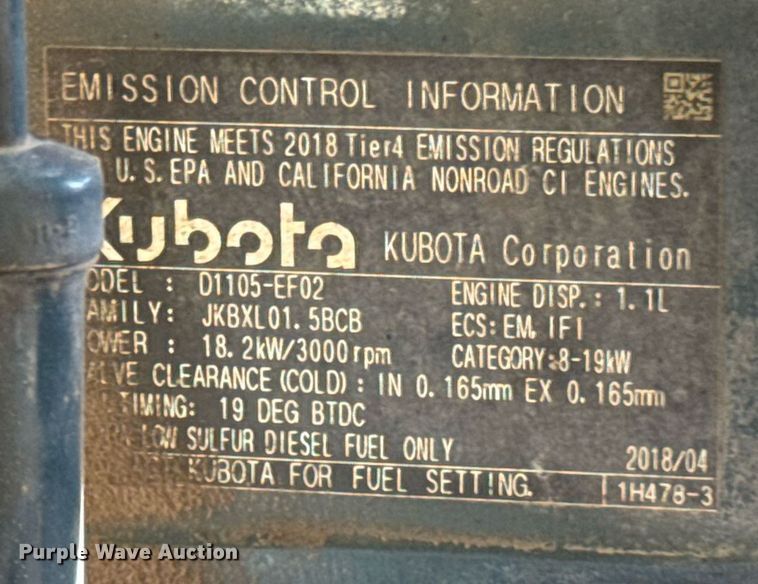 EMISSION CONTROL INFORMATION
THIS ENGINE MEETS 2018 Tier4 EMISSION REGULATIONS
U.S. EPA AND CALIFORNIA NONROAD CI ENGINES.
Kubota KUBOTA Corporation
ODEL : D1105-EF02 ENGINE DISP.: 1.1L
AMILY: JKBXL01.5BCB ECS: EM, IFI
OWER : 18.2kW/3000rpm CATEGORY:8-19kW
CLEARANCE (COLD) : IN 0.165mm EX 0.165mm
TIMING: 19 DEG BTDC
LOW SULFUR DIESEL FUEL ONLY 2018/04
KUBOTA FOR FUEL SETTING. 1H478-3
Purple Wave Auction